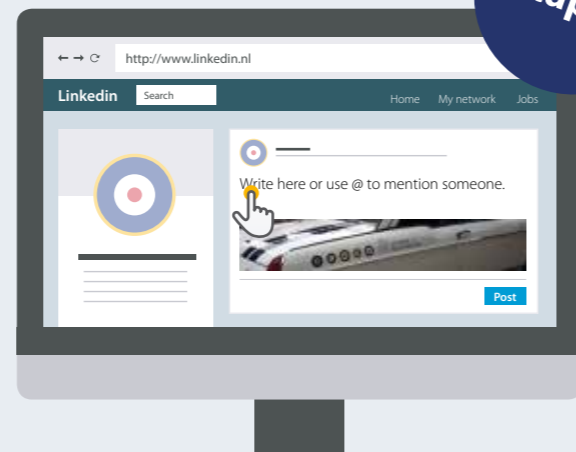 http://www.linkedin.nl
Linkedin Search Home My network Jobs
Write here or use @ to mention someone.
Post